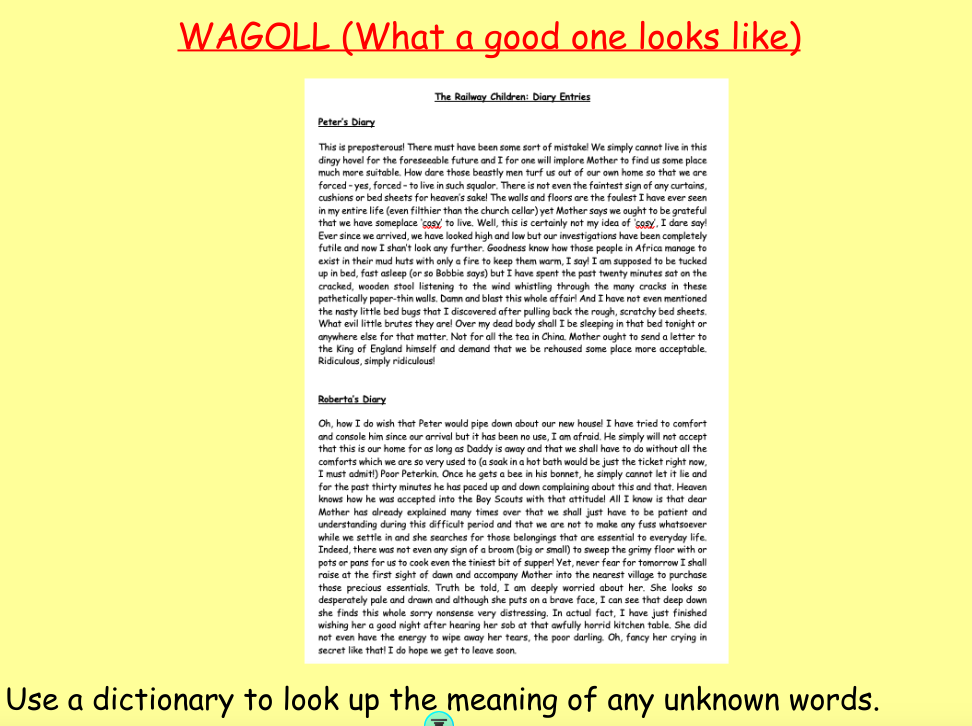 WAGOLL (What a good one looks like)
The Railway Children: Diary Entries
Peter's Diary
This is preposterous! There must have been some sort of mistake! We simply cannot live in this
dingy hovel for the foreseeable future and I for one will implore Mother to find us some place
much more suitable. How dare those beastly men turf us out of our own home so that we are
forced – yes, forced – to live in such squalor. There is not even the faintest sign of any curtains,
cushions or bed sheets for heaven's sake! The walls and floors are the foulest I have ever seen
in my entire life (even filthier than the church cellar) yet Mother says we ought to be grateful
that we have someplace 'cosy' to live. Well, this is certainly not my idea of 'cosy', I dare say!
Ever since we arrived, we have looked high and low but our investigations have been completely
futile and now I shan't look any further. Goodness know how those people in Africa manage to
exist in their mud huts with only a fire to keep them warm, I say! I am supposed to be tucked
up in bed, fast asleep (or so Bobbie says) but I have spent the past twenty minutes sat on the
cracked, wooden stool listening to the wind whistling through the many cracks in these
pathetically paper-thin walls. Damn and blast this whole affair! And I have not even mentioned
the nasty little bed bugs that I discovered after pulling back the rough, scratchy bed sheets.
What evil little brutes they are! Over my dead body shall I be sleeping in that bed tonight or
anywhere else for that matter. Not for all the tea in China. Mother ought to send a letter to
the King of England himself and demand that we be rehoused some place more acceptable.
Ridiculous, simply ridiculous!
Roberta's Diary
Oh, how I do wish that Peter would pipe down about our new house! I have tried to comfort
and console him since our arrival but it has been no use, I am afraid. He simply will not accept
that this is our home for as long as Daddy is away and that we shall have to do without all the
comforts which we are so very used to (a soak in a hot bath would be just the ticket right now,
I must admit!) Poor Peterkin. Once he gets a bee in his bonnet, he simply cannot let it lie and
for the past thirty minutes he has paced up and down complaining about this and that. Heaven
knows how he was accepted into the Boy Scouts with that attitude! All I know is that dear
Mother has already explained many times over that we shall just have to be patient and
understanding during this difficult period and that we are not to make any fuss whatsoever
while we settle in and she searches for those belongings that are essential to everyday life.
Indeed, there was not even any sign of a broom (big or small) to sweep the grimy floor with or
pots or pans for us to cook even the tiniest bit of supper! Yet, never fear for tomorrow I shall
raise at the first sight of dawn and accompany Mother into the nearest village to purchase
those precious essentials. Truth be told, I am deeply worried about her. She looks so
desperately pale and drawn and although she puts on a brave face, I can see that deep down
she finds this whole sorry nonsense very distressing. In actual fact, I have just finished
wishing her a good night after hearing her sob at that awfully horrid kitchen table. She did
not even have the energy to wipe away her tears, the poor darling. Oh, fancy her crying in
secret like that! I do hope we get to leave soon.
Use a dictionary to look up the meaning of any unknown words.